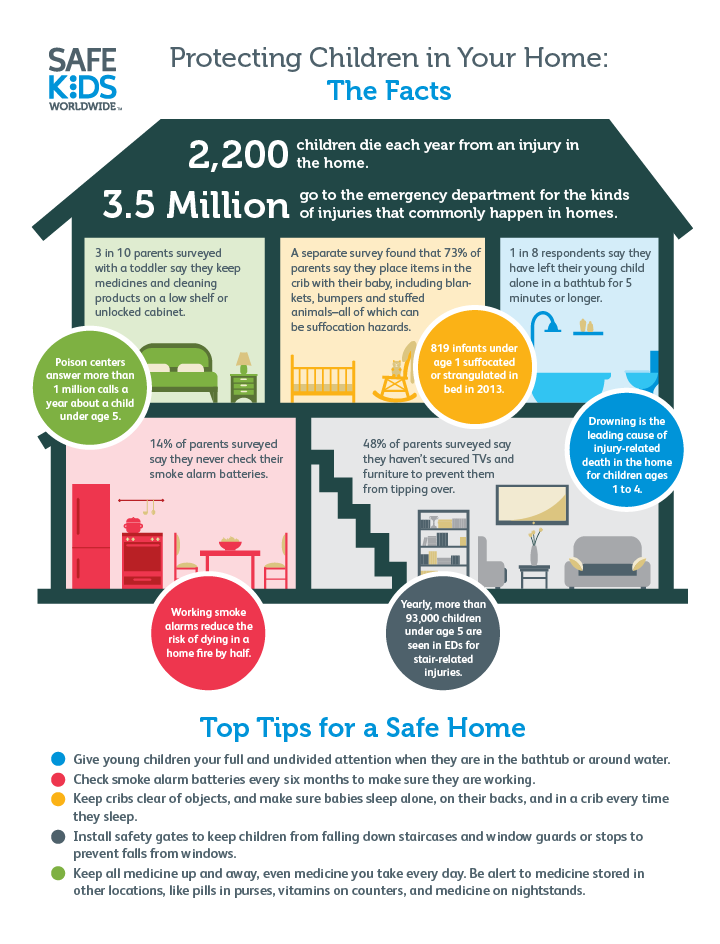 SAFE
KIDS
WORLDWIDE™
Protecting Children in Your Home:
The Facts
2,200 children die each year from an injury in
the home.
3.5 Million go to the emergency department for the kinds
of injuries that commonly happen in homes.
3 in 10 parents surveyed
with a toddler say they keep
medicines and cleaning
products on a low shelf or
unlocked cabinet.
A separate survey found that 73% of
parents say they place items in the
crib with their baby, including blan-
kets, bumpers and stuffed
animals—all of which can
be suffocation hazards.
1 in 8 respondents say they
have left their young child
alone in a bathtub for 5
minutes or longer.
Poison centers
answer more than
1 million calls a
year about a child
under age 5.
819 infants under
age 1 suffocated
or strangulated in
bed in 2013.
Drowning is the
leading cause of
injury-related
death in the home
for children ages
1 to 4.
14% of parents surveyed
say they never check their
smoke alarm batteries.
48% of parents surveyed say
they haven't secured TVs and
furniture to prevent them
from tipping over.
Working smoke
alarms reduce the
risk of dying in a
home fire by half.
Yearly, more than
93,000 children
under age 5 are
seen in EDs for
stair-related
injuries.
Top Tips for a Safe Home
Give young children your full and undivided attention when they are in the bathtub or around water.
Check smoke alarm batteries every six months to make sure they are working.
Keep cribs clear of objects, and make sure babies sleep alone, on their backs, and in a crib every time
they sleep.
Install safety gates to keep children from falling down staircases and window guards or stops to
prevent falls from windows.
Keep all medicine up and away, even medicine you take every day. Be alert to medicine stored in
other locations, like pills in purses, vitamins on counters, and medicine on nightstands.